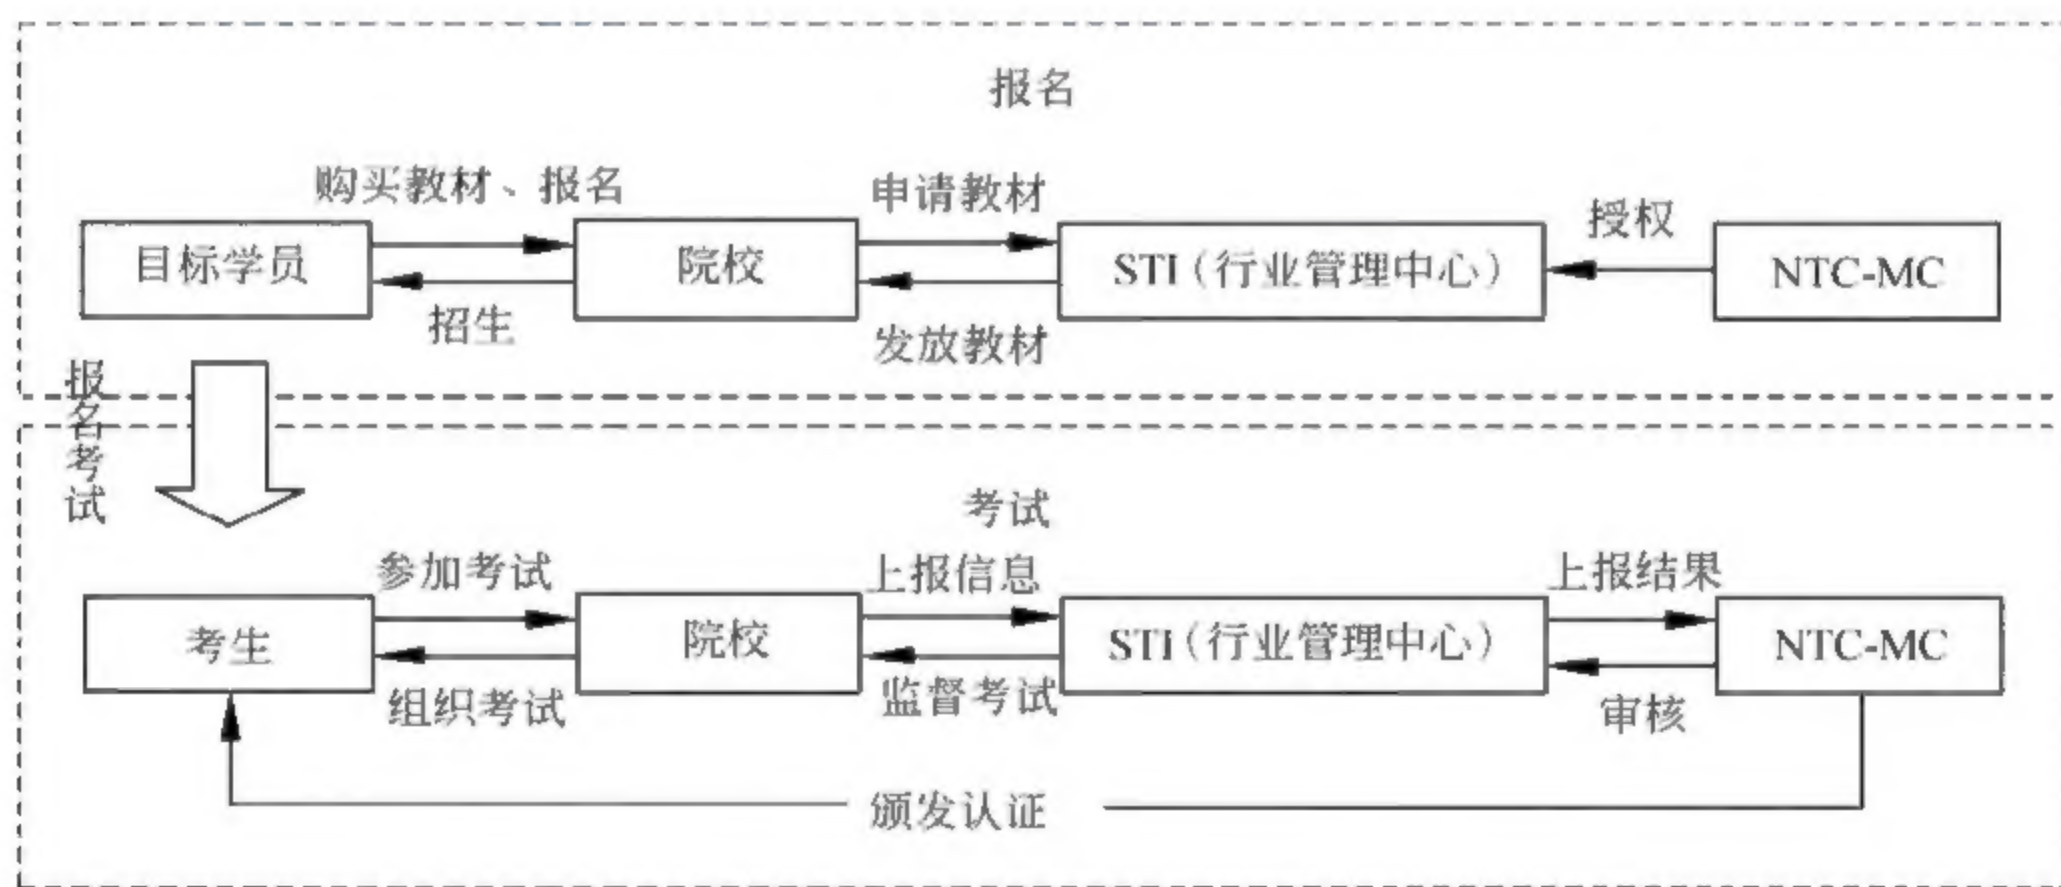 报名
购买教材、报名
申请教材
授权
目标学员
院校
STI(行业管理中心)
NTC-MC
招生
发放教材
报名考试
考试
参加考试
上报信息
上报结果
考生
院校
STI(行业管理中心)
NTC-MC
组织考试
监督考试
审核
颁发认证